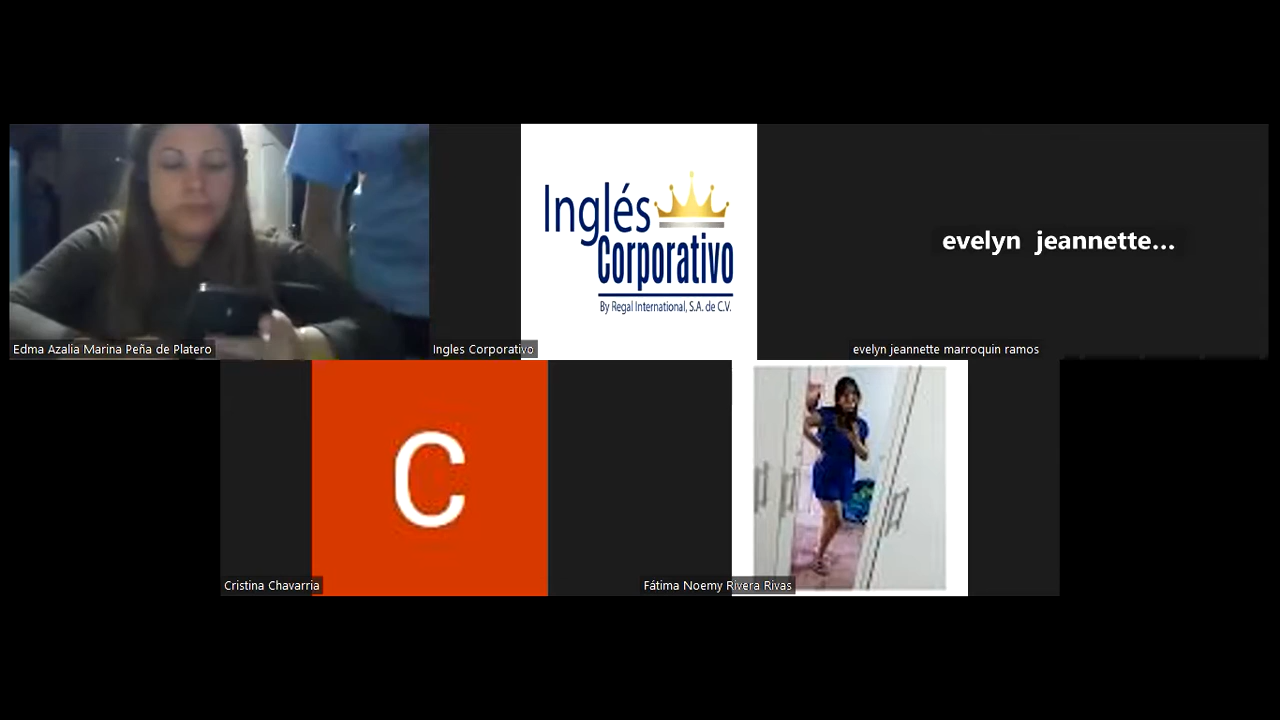 Inglés
Corporativo
By Regal International, S.A. de C.V.
evelyn jeannette...
Edma Azalia Marina Peña de Platero
Ingles Corporativo
evelyn jeannette marroquin ramos
C
Cristina Chavarria
Fátima Noemy Rivera Rivas